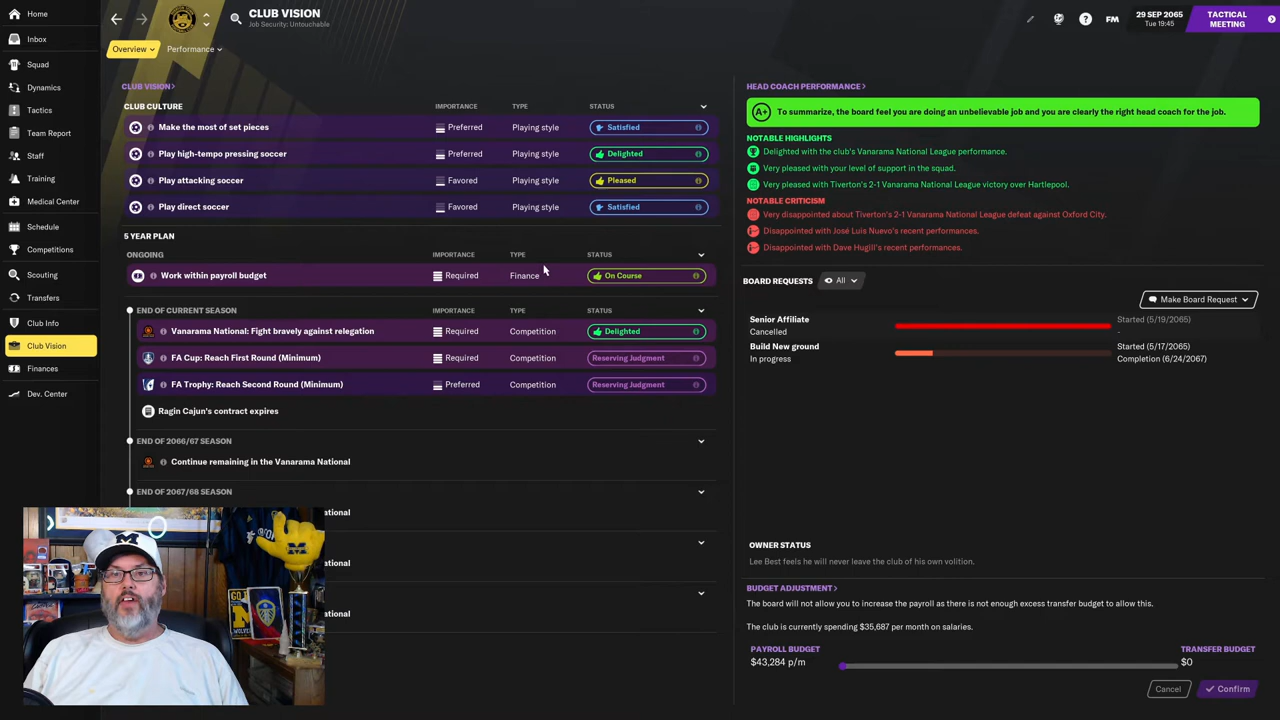 Home
Inbox
Squad
Dynamics
Tactics
Team Report
Staff
Training
Medical Center
Schedule
Competitions
Scouting
Transfers
Club Info
Club Vision
Finances
Dev. Center
CLUB VISION
Job Security: Untouchable
FM
29 SEP 2065
Tue 19:45
TACTICAL MEETING
Overview
Performance
CLUB VISION>
CLUB CULTURE IMPORTANCE TYPE STATUS
Make the most of set pieces Preferred Playing style Satisfied
Play high-tempo pressing soccer Preferred Playing style Delighted
Play attacking soccer Favored Playing style Pleased
Play direct soccer Favored Playing style Satisfied
5 YEAR PLAN
ONGOING IMPORTANCE TYPE STATUS
Work within payroll budget Required Finance On Course
END OF CURRENT SEASON IMPORTANCE TYPE STATUS
Vanarama National: Fight bravely against relegation Required Competition Delighted
FA Cup: Reach First Round (Minimum) Required Competition Reserving Judgment
FA Trophy: Reach Second Round (Minimum) Preferred Competition Reserving Judgment
Ragin Cajun's contract expires
END OF 2066/67 SEASON
Continue remaining in the Vanarama National
END OF 2067/68 SEASON
ational
ational
ational
HEAD COACH PERFORMANCE>
A+ To summarize, the board feel you are doing an unbelievable job and you are clearly the right head coach for the job.
NOTABLE HIGHLIGHTS
Delighted with the club's Vanarama National League performance.
Very pleased with your level of support in the squad.
Very pleased with Tiverton's 2-1 Vanarama National League victory over Hartlepool.
NOTABLE CRITICISM
Very disappointed about Tiverton's 2-1 Vanarama National League defeat against Oxford City.
Disappointed with José Luis Nuevo's recent performances.
Disappointed with Dave Hugill's recent performances.
BOARD REQUESTS All
Make Board Request
Senior Affiliate Started (5/19/2065)
Cancelled -
Build New ground Started (5/17/2065)
In progress Completion (6/24/2067)
OWNER STATUS
Lee Best feels he will never leave the club of his own volition.
BUDGET ADJUSTMENT>
The board will not allow you to increase the payroll as there is not enough excess transfer budget to allow this.
The club is currently spending $35,687 per month on salaries.
PAYROLL BUDGET TRANSFER BUDGET
$43,284 p/m $0
Cancel Confirm